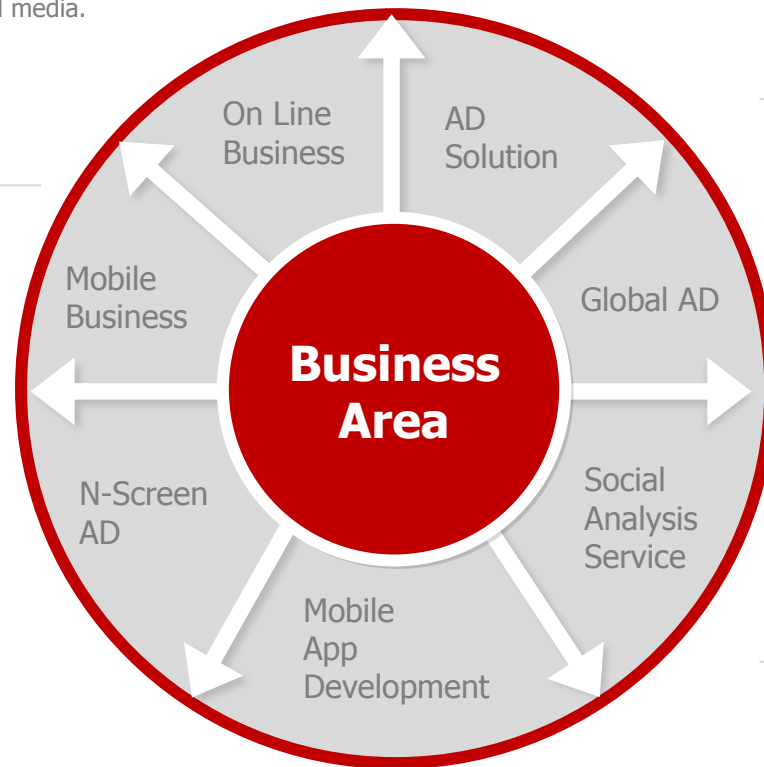 media.
On Line
Business
AD
Solution
Mobile
Business
Global AD
Business
Area
N-Screen
AD
Social
Analysis
Service
Mobile
App
Development